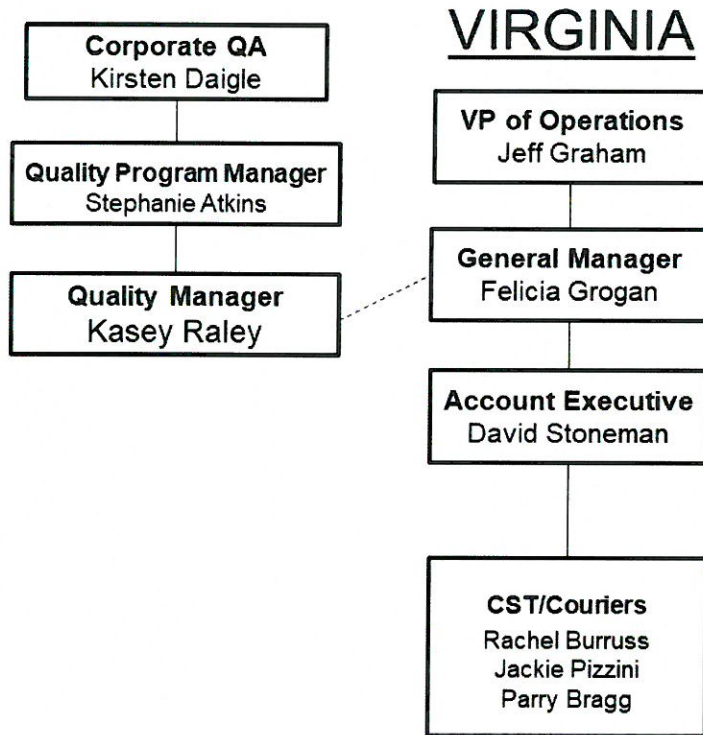 VIRGINIA
Corporate QA
Kirsten Daigle
Quality Program Manager
Stephanie Atkins
Quality Manager
Kasey Raley
VP of Operations
Jeff Graham
General Manager
Felicia Grogan
Account Executive
David Stoneman
CST/Couriers
Rachel Burruss
Jackie Pizzini
Parry Bragg